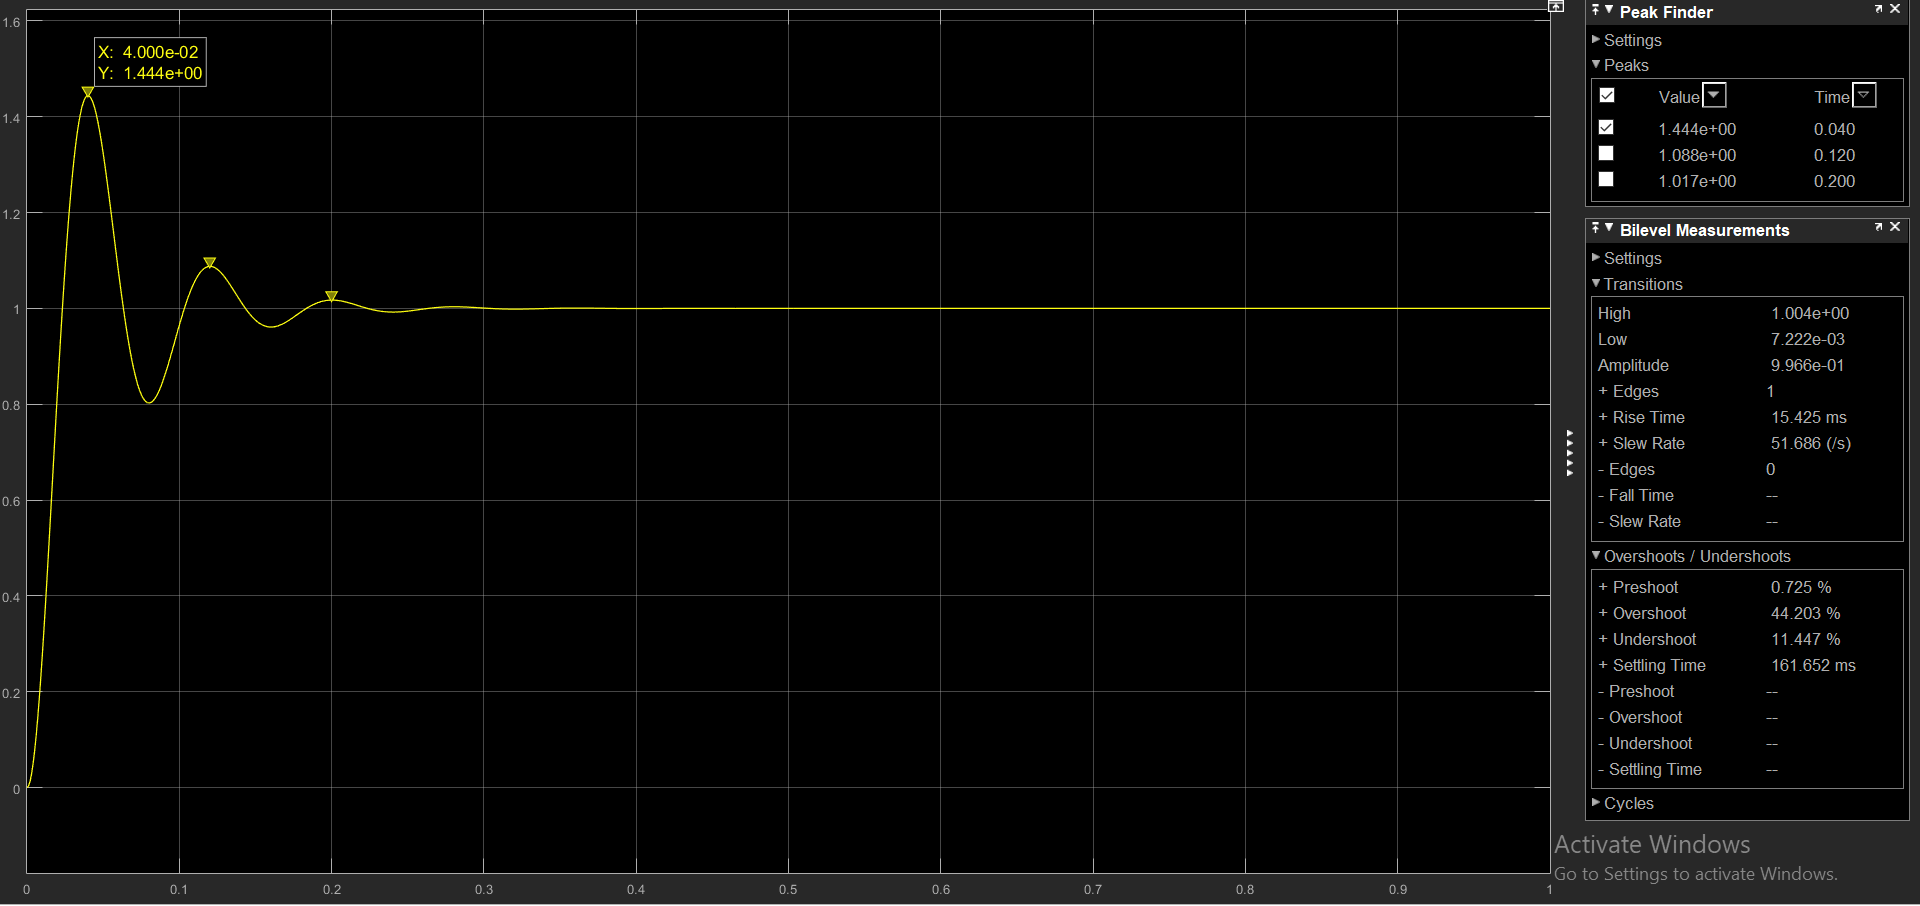 1.6
1.4
1.2
1
0.8
0.6
0.4
0.2
0
0
0.1
0.2
0.3
0.4
0.5
0.6
0.7
0.8
0.9
1
X: 4.000e-02
Y: 1.444e+00
Peak Finder
Settings
Peaks
Value Time
1.444e+00 0.040
1.088e+00 0.120
1.017e+00 0.200
Bilevel Measurements
Settings
Transitions
High 1.004e+00
Low 7.222e-03
Amplitude 9.966e-01
+ Edges 1
+ Rise Time 15.425 ms
+ Slew Rate 51.686 (/s)
- Edges 0
- Fall Time --
- Slew Rate --
Overshoots / Undershoots
+ Preshoot 0.725 %
+ Overshoot 44.203 %
+ Undershoot 11.447 %
+ Settling Time 161.652 ms
- Preshoot --
- Overshoot --
- Undershoot --
- Settling Time --
Cycles
Activate Windows
Go to Settings to activate Windows.